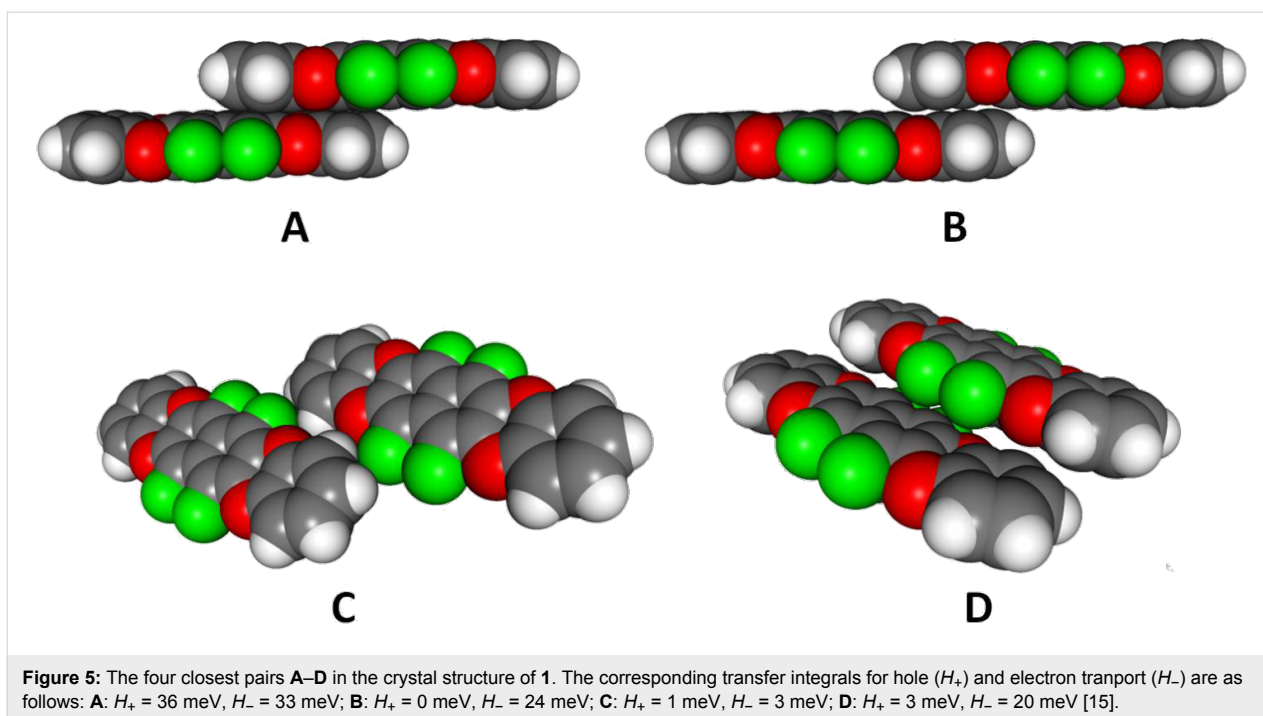 A
B
C
D
Figure 5: The four closest pairs A–D in the crystal structure of 1. The corresponding transfer integrals for hole (H+) and electron tranport (H–) are as
follows: A: H+ = 36 meV, H– = 33 meV; B: H+ = 0 meV, H– = 24 meV; C: H+ = 1 meV, H– = 3 meV; D: H+ = 3 meV, H– = 20 meV [15].